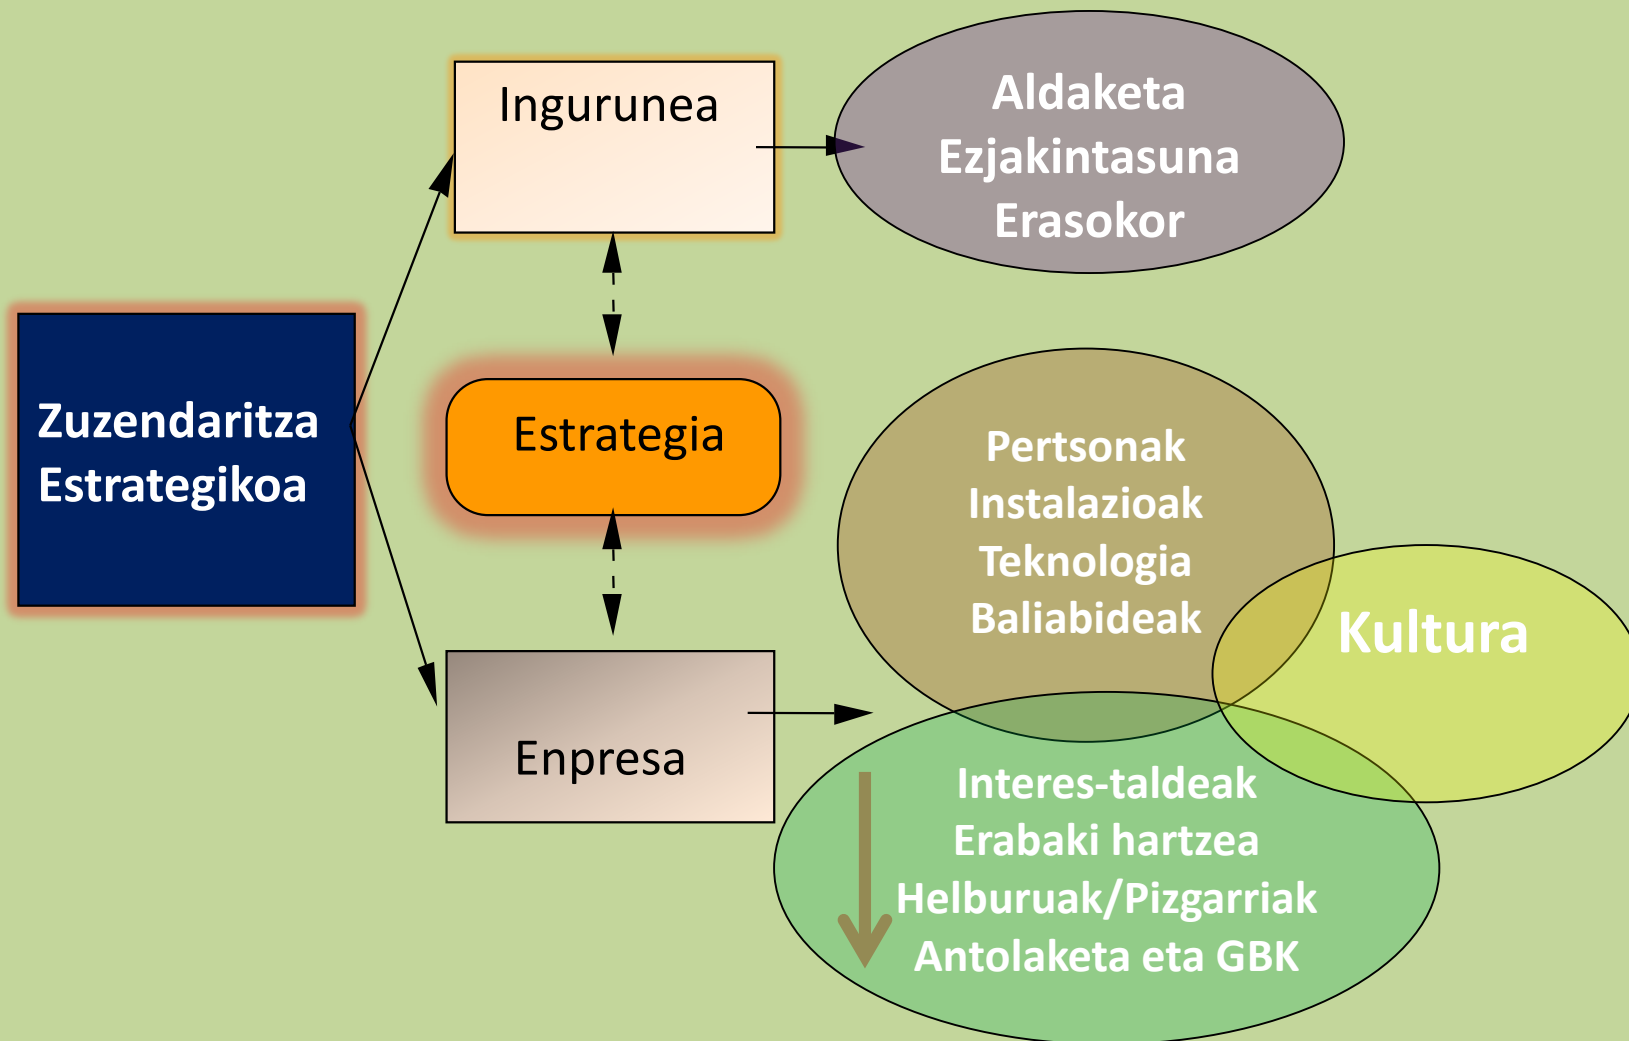 Ingurunea
Aldaketa
Ezjakintasuna
Erasokor
Zuzendaritza
Estrategikoa
Estrategia
Pertsonak
Instalazioak
Teknologia
Baliabideak
Kultura
Enpresa
Interes-taldeak
Erabaki hartzea
Helburuak/Pizgarriak
Antolaketa eta GBK